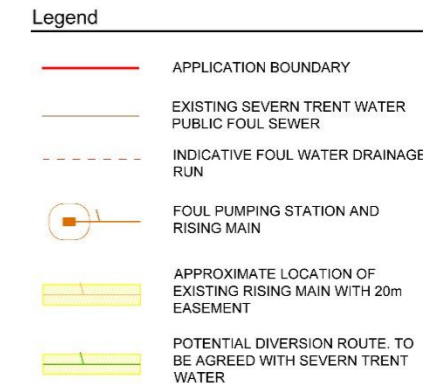 Legend
APPLICATION BOUNDARY
EXISTING SEVERN TRENT WATER
PUBLIC FOUL SEWER
INDICATIVE FOUL WATER DRAINAGE
RUN
FOUL PUMPING STATION AND
RISING MAIN
APPROXIMATE LOCATION OF
EXISTING RISING MAIN WITH 20m
EASEMENT
POTENTIAL DIVERSION ROUTE. TO
BE AGREED WITH SEVERN TRENT
WATER